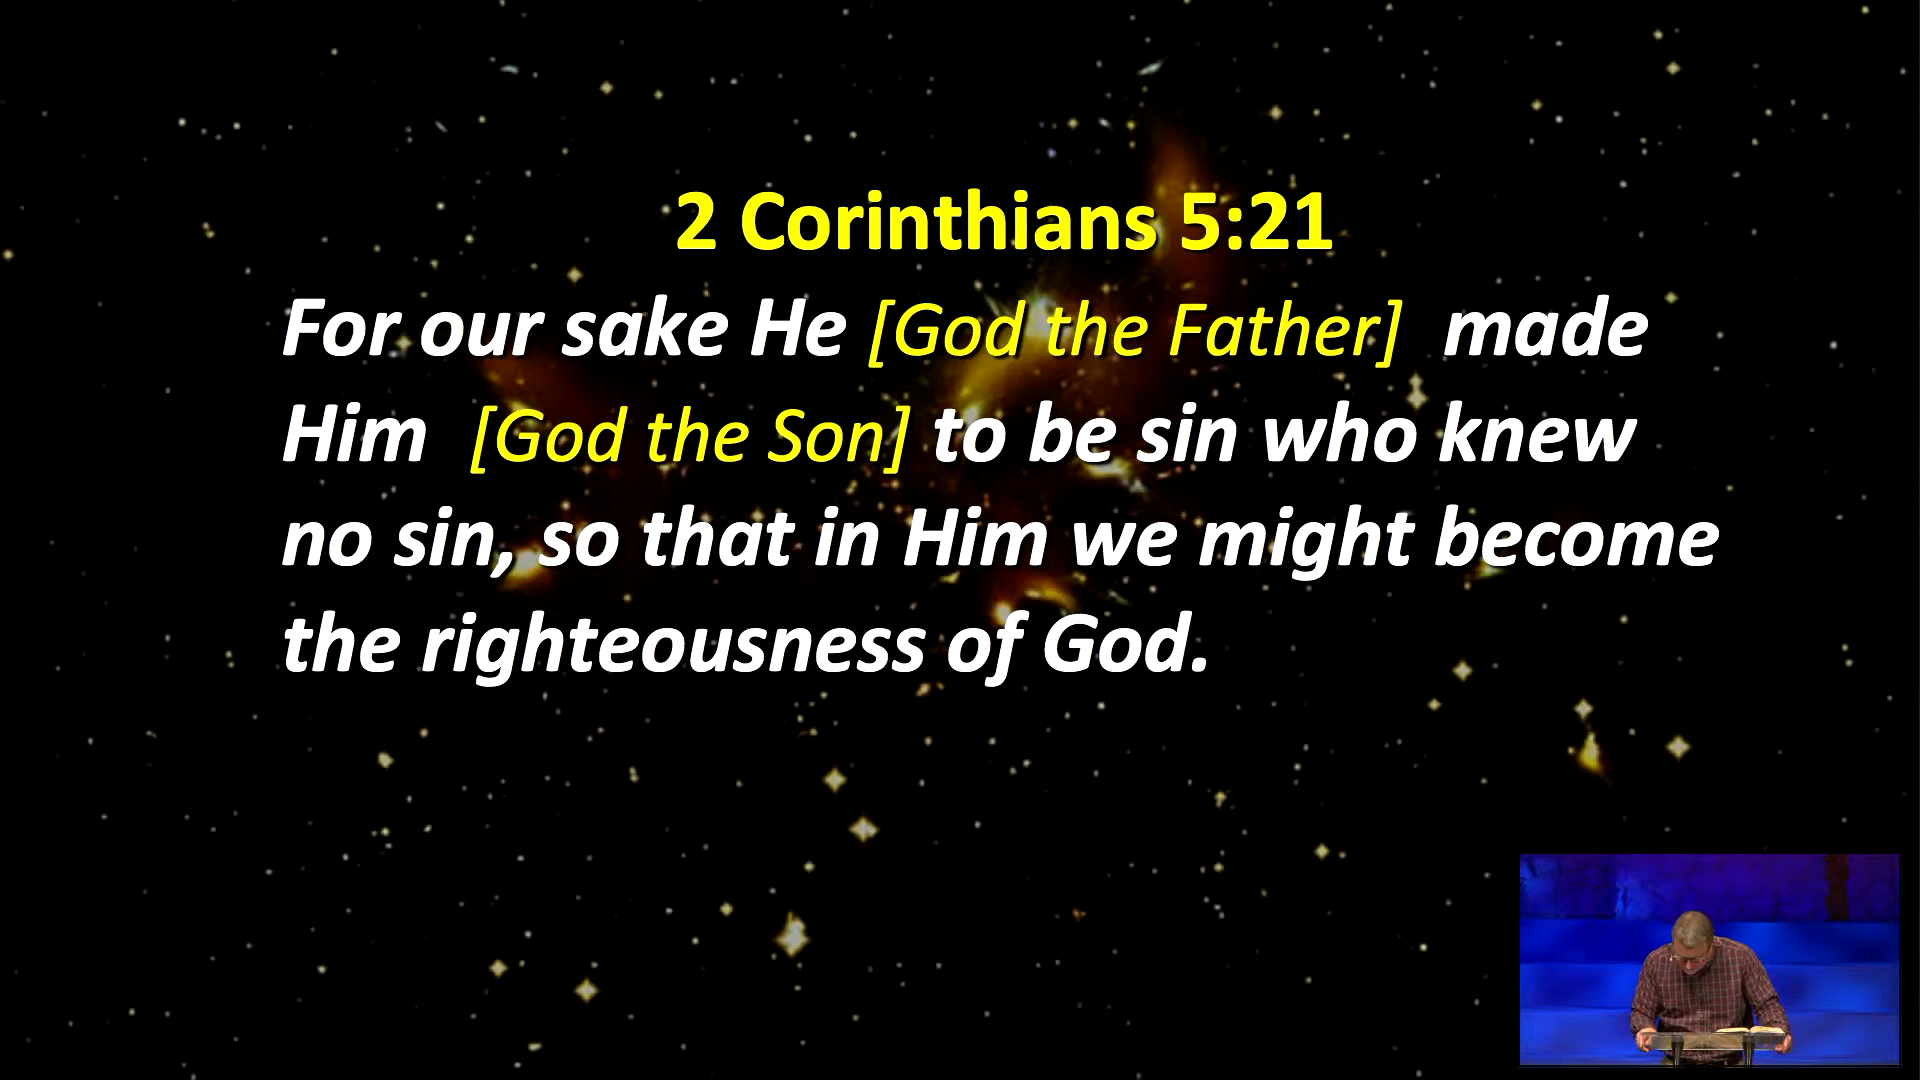 2 Corinthians 5:21
For our sake He [God the Father] made
Him [God the Son] to be sin who knew
no sin, so that in Him we might become
the righteousness of God.